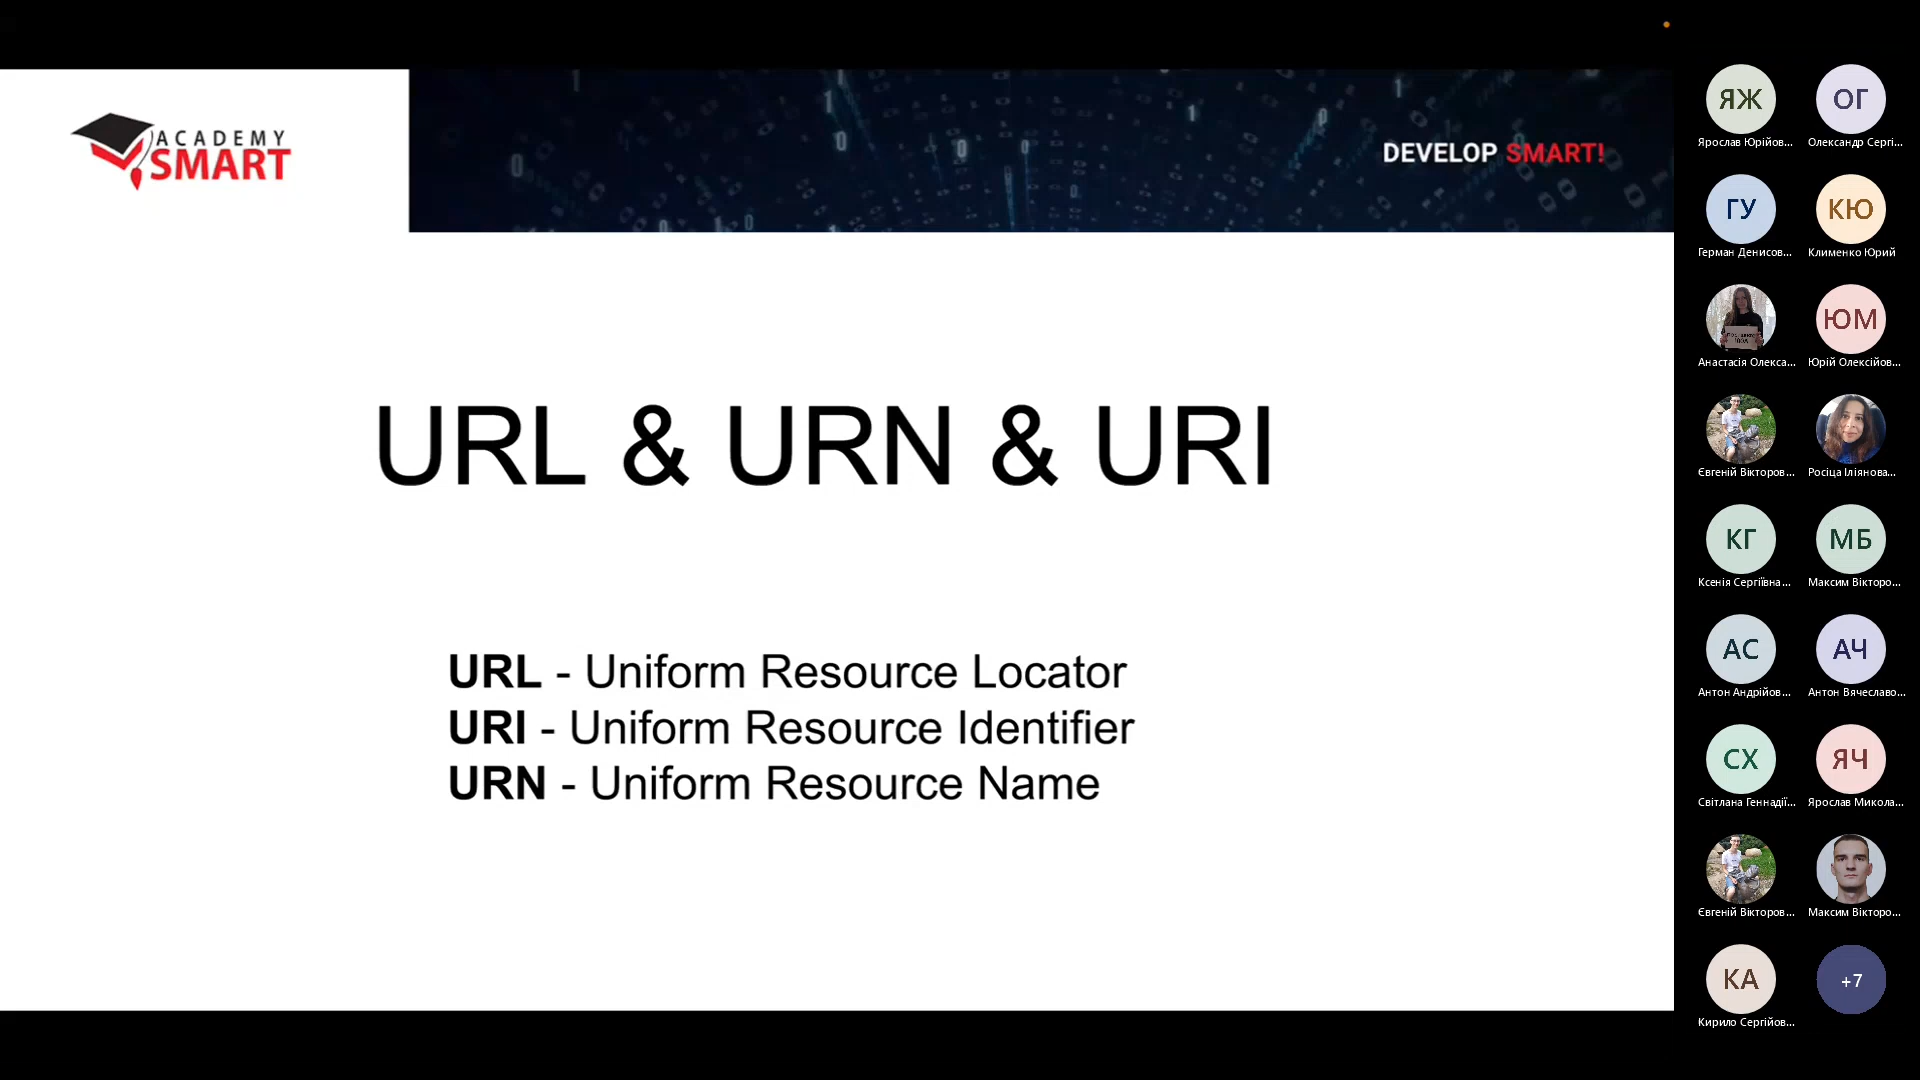 ACADEMY
SMART
DEVELOP SMART!
URL & URN & URI
URL - Uniform Resource Locator
URI - Uniform Resource Identifier
URN - Uniform Resource Name
ЯЖ
ОГ
Ярослав Юрійов...
Олександр Сергі...
ГУ
КЮ
Герман Денисов...
Клименко Юрий
ЮМ
Анастасія Олекса...
Юрій Олексійов...
Євгеній Вікторов...
Росіца Іліянова...
КГ
МБ
Ксенія Сергіївна...
Максим Вікторо...
АС
АЧ
Антон Андрійов...
Антон Вячеславо...
СХ
ЯЧ
Світлана Геннадії...
Ярослав Микола...
Євгеній Вікторов...
Максим Вікторо...
КА
+7
Кирило Сергійов...